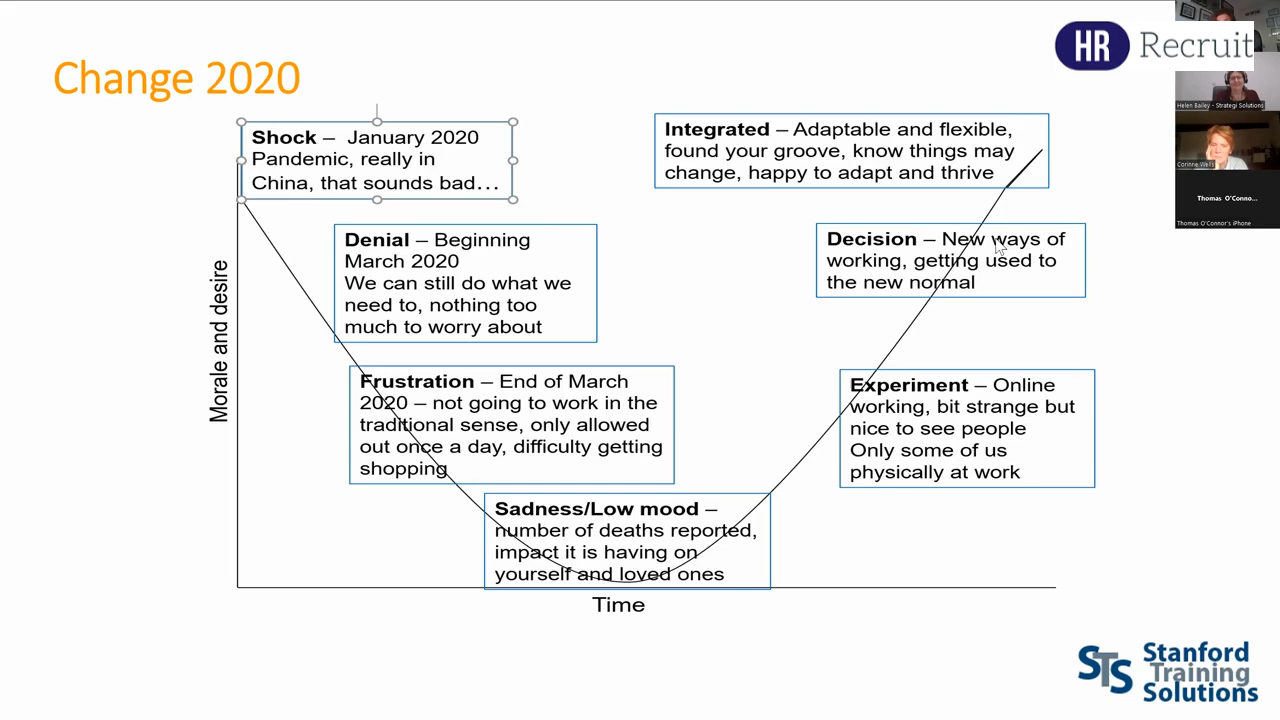 Change 2020
HR Recruit
Shock – January 2020
Pandemic, really in
China, that sounds bad…
Integrated – Adaptable and flexible,
found your groove, know things may
change, happy to adapt and thrive
Denial – Beginning
March 2020
We can still do what we
need to, nothing too
much to worry about
Decision – New ways of
working, getting used to
the new normal
Frustration – End of March
2020 – not going to work in the
traditional sense, only allowed
out once a day, difficulty getting
shopping
Experiment – Online
working, bit strange but
nice to see people
Only some of us
physically at work
Sadness/Low mood –
number of deaths reported,
impact it is having on
yourself and loved ones
Morale and desire
Time
Helen Bailey - Strategi Solutions
Corinne Wells
Thomas O'Conno...
Thomas O'Connor's iPhone
STS
Stanford
Training
Solutions